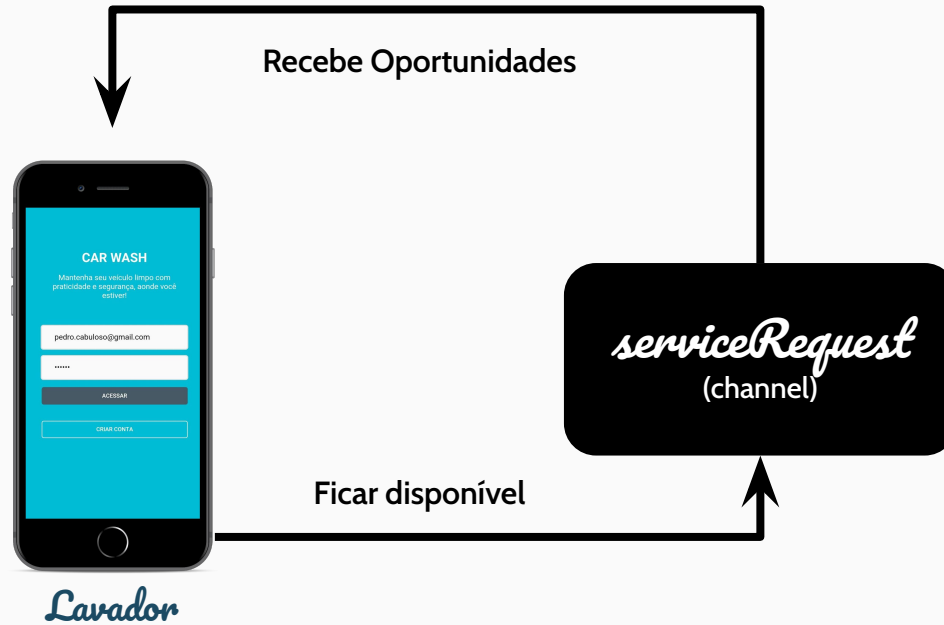 Recebe Oportunidades
CAR WASH
Mantenha seu veículo limpo com
praticidade e segurança, aonde você
estiver!
pedro.cabuloso@gmail.com
••••••
ACESSAR
CRIAR CONTA
serviceRequest
(channel)
Ficar disponível
Lavador